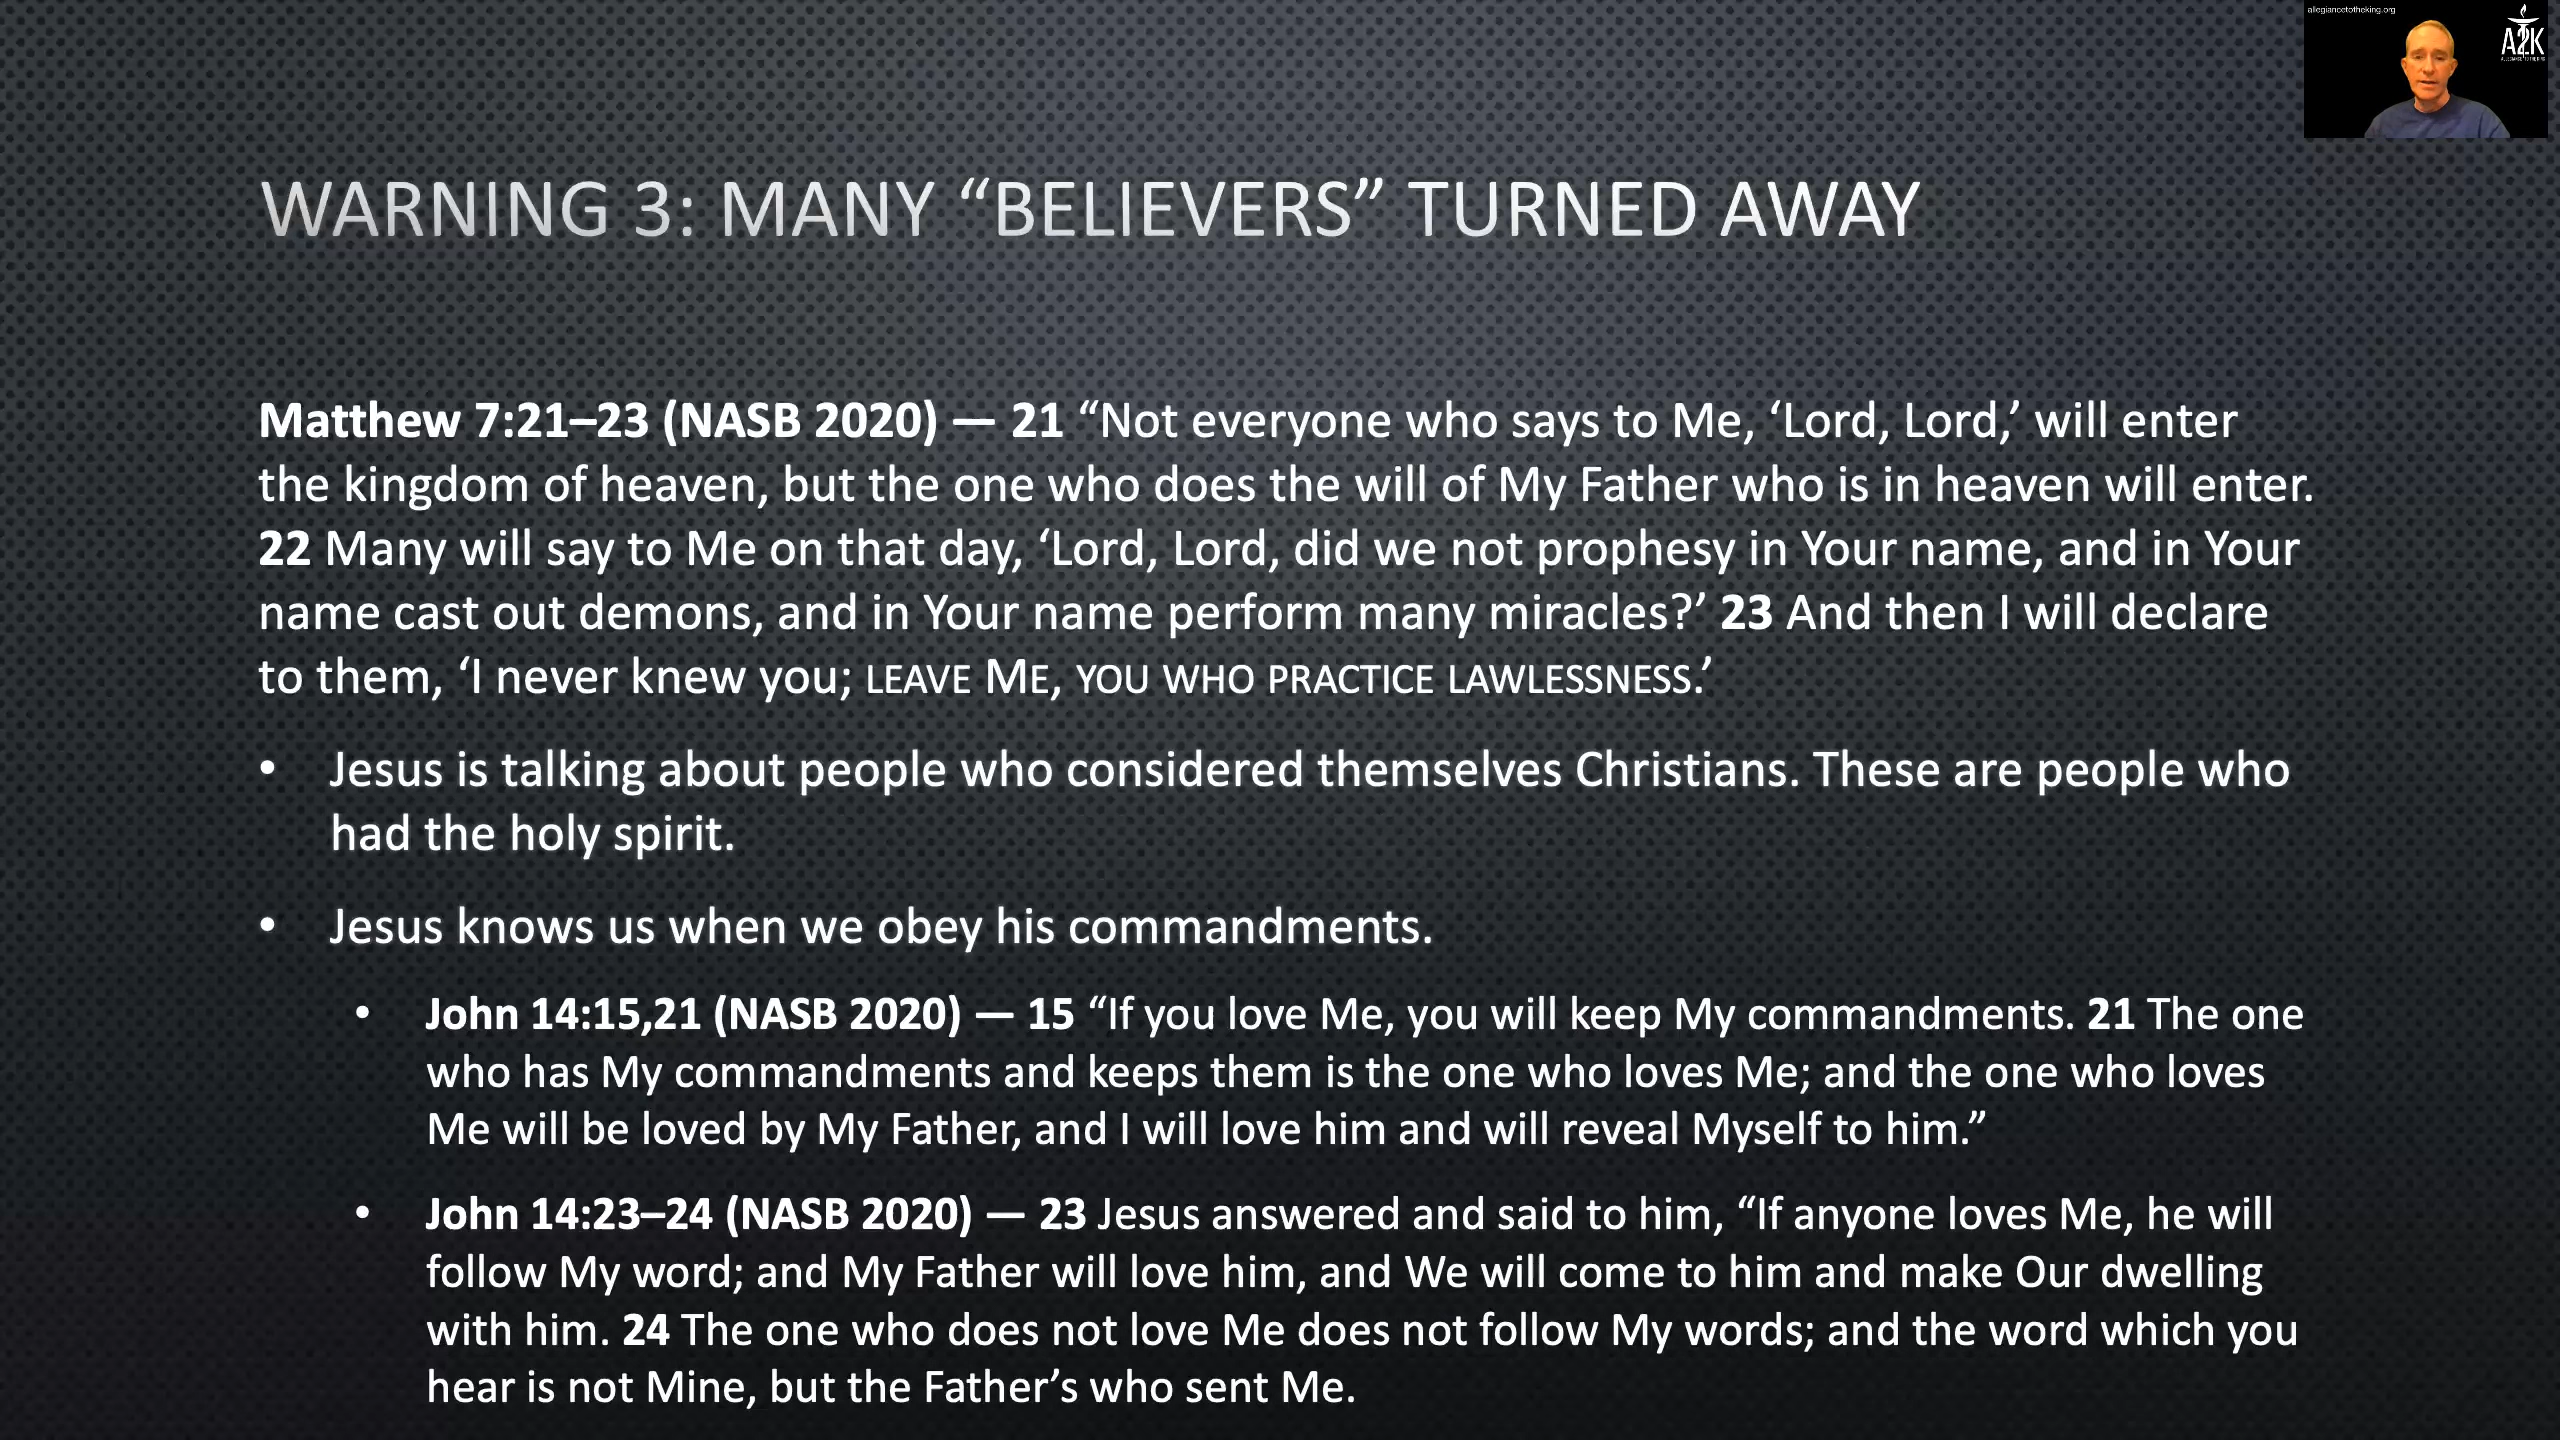 allegiancetotheking.org
A2K
WARNING 3: MANY “BELIEVERS” TURNED AWAY
Matthew 7:21–23 (NASB 2020) — 21 “Not everyone who says to Me, ‘Lord, Lord,’ will enter
the kingdom of heaven, but the one who does the will of My Father who is in heaven will enter.
22 Many will say to Me on that day, ‘Lord, Lord, did we not prophesy in Your name, and in Your
name cast out demons, and in Your name perform many miracles?’ 23 And then I will declare
to them, ‘I never knew you; LEAVE ME, YOU WHO PRACTICE LAWLESSNESS.’
• Jesus is talking about people who considered themselves Christians. These are people who
had the holy spirit.
• Jesus knows us when we obey his commandments.
• John 14:15,21 (NASB 2020) — 15 “If you love Me, you will keep My commandments. 21 The one
who has My commandments and keeps them is the one who loves Me; and the one who loves
Me will be loved by My Father, and I will love him and will reveal Myself to him.”
• John 14:23–24 (NASB 2020) — 23 Jesus answered and said to him, “If anyone loves Me, he will
follow My word; and My Father will love him, and We will come to him and make Our dwelling
with him. 24 The one who does not love Me does not follow My words; and the word which you
hear is not Mine, but the Father’s who sent Me.